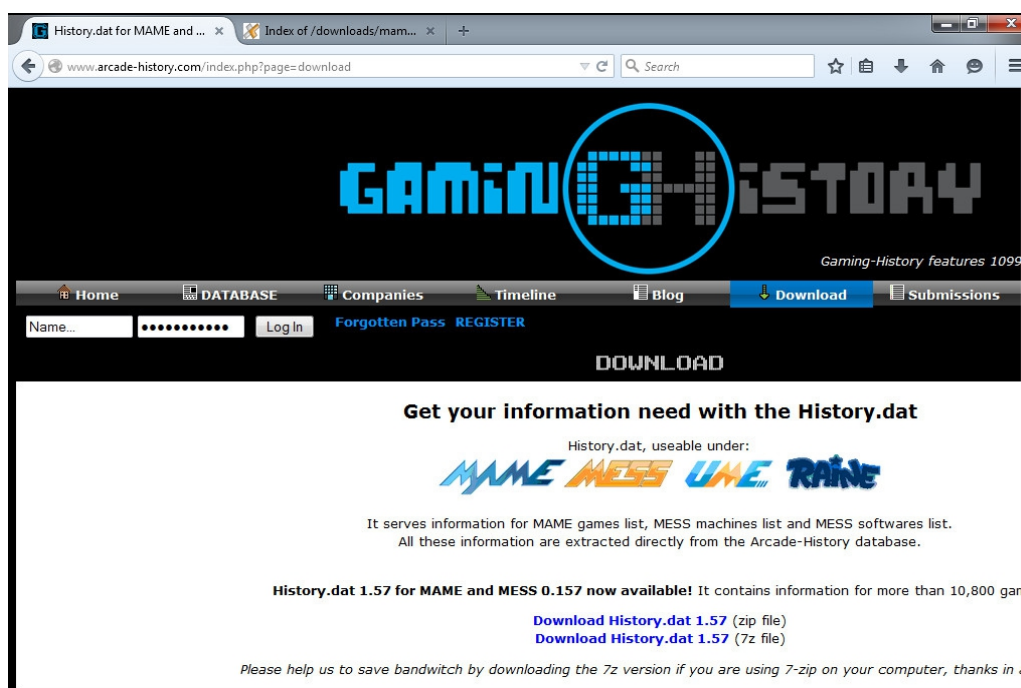 History.dat for MAME and ... ×
Index of /downloads/mam... × +
www.arcade-history.com/index.php?page=download
Search
GAMING HISTORY
Gaming-History features 1099
Home DATABASE Companies Timeline Blog Download Submissions
Name... ••••••••••• Log In Forgotten Pass REGISTER
DOWNLOAD
Get your information need with the History.dat
History.dat, useable under:
MAME MESS UME RAINE
It serves information for MAME games list, MESS machines list and MESS softwares list.
All these information are extracted directly from the Arcade-History database.
History.dat 1.57 for MAME and MESS 0.157 now available! It contains information for more than 10,800 gam
Download History.dat 1.57 (zip file)
Download History.dat 1.57 (7z file)
Please help us to save bandwitch by downloading the 7z version if you are using 7-zip on your computer, thanks in